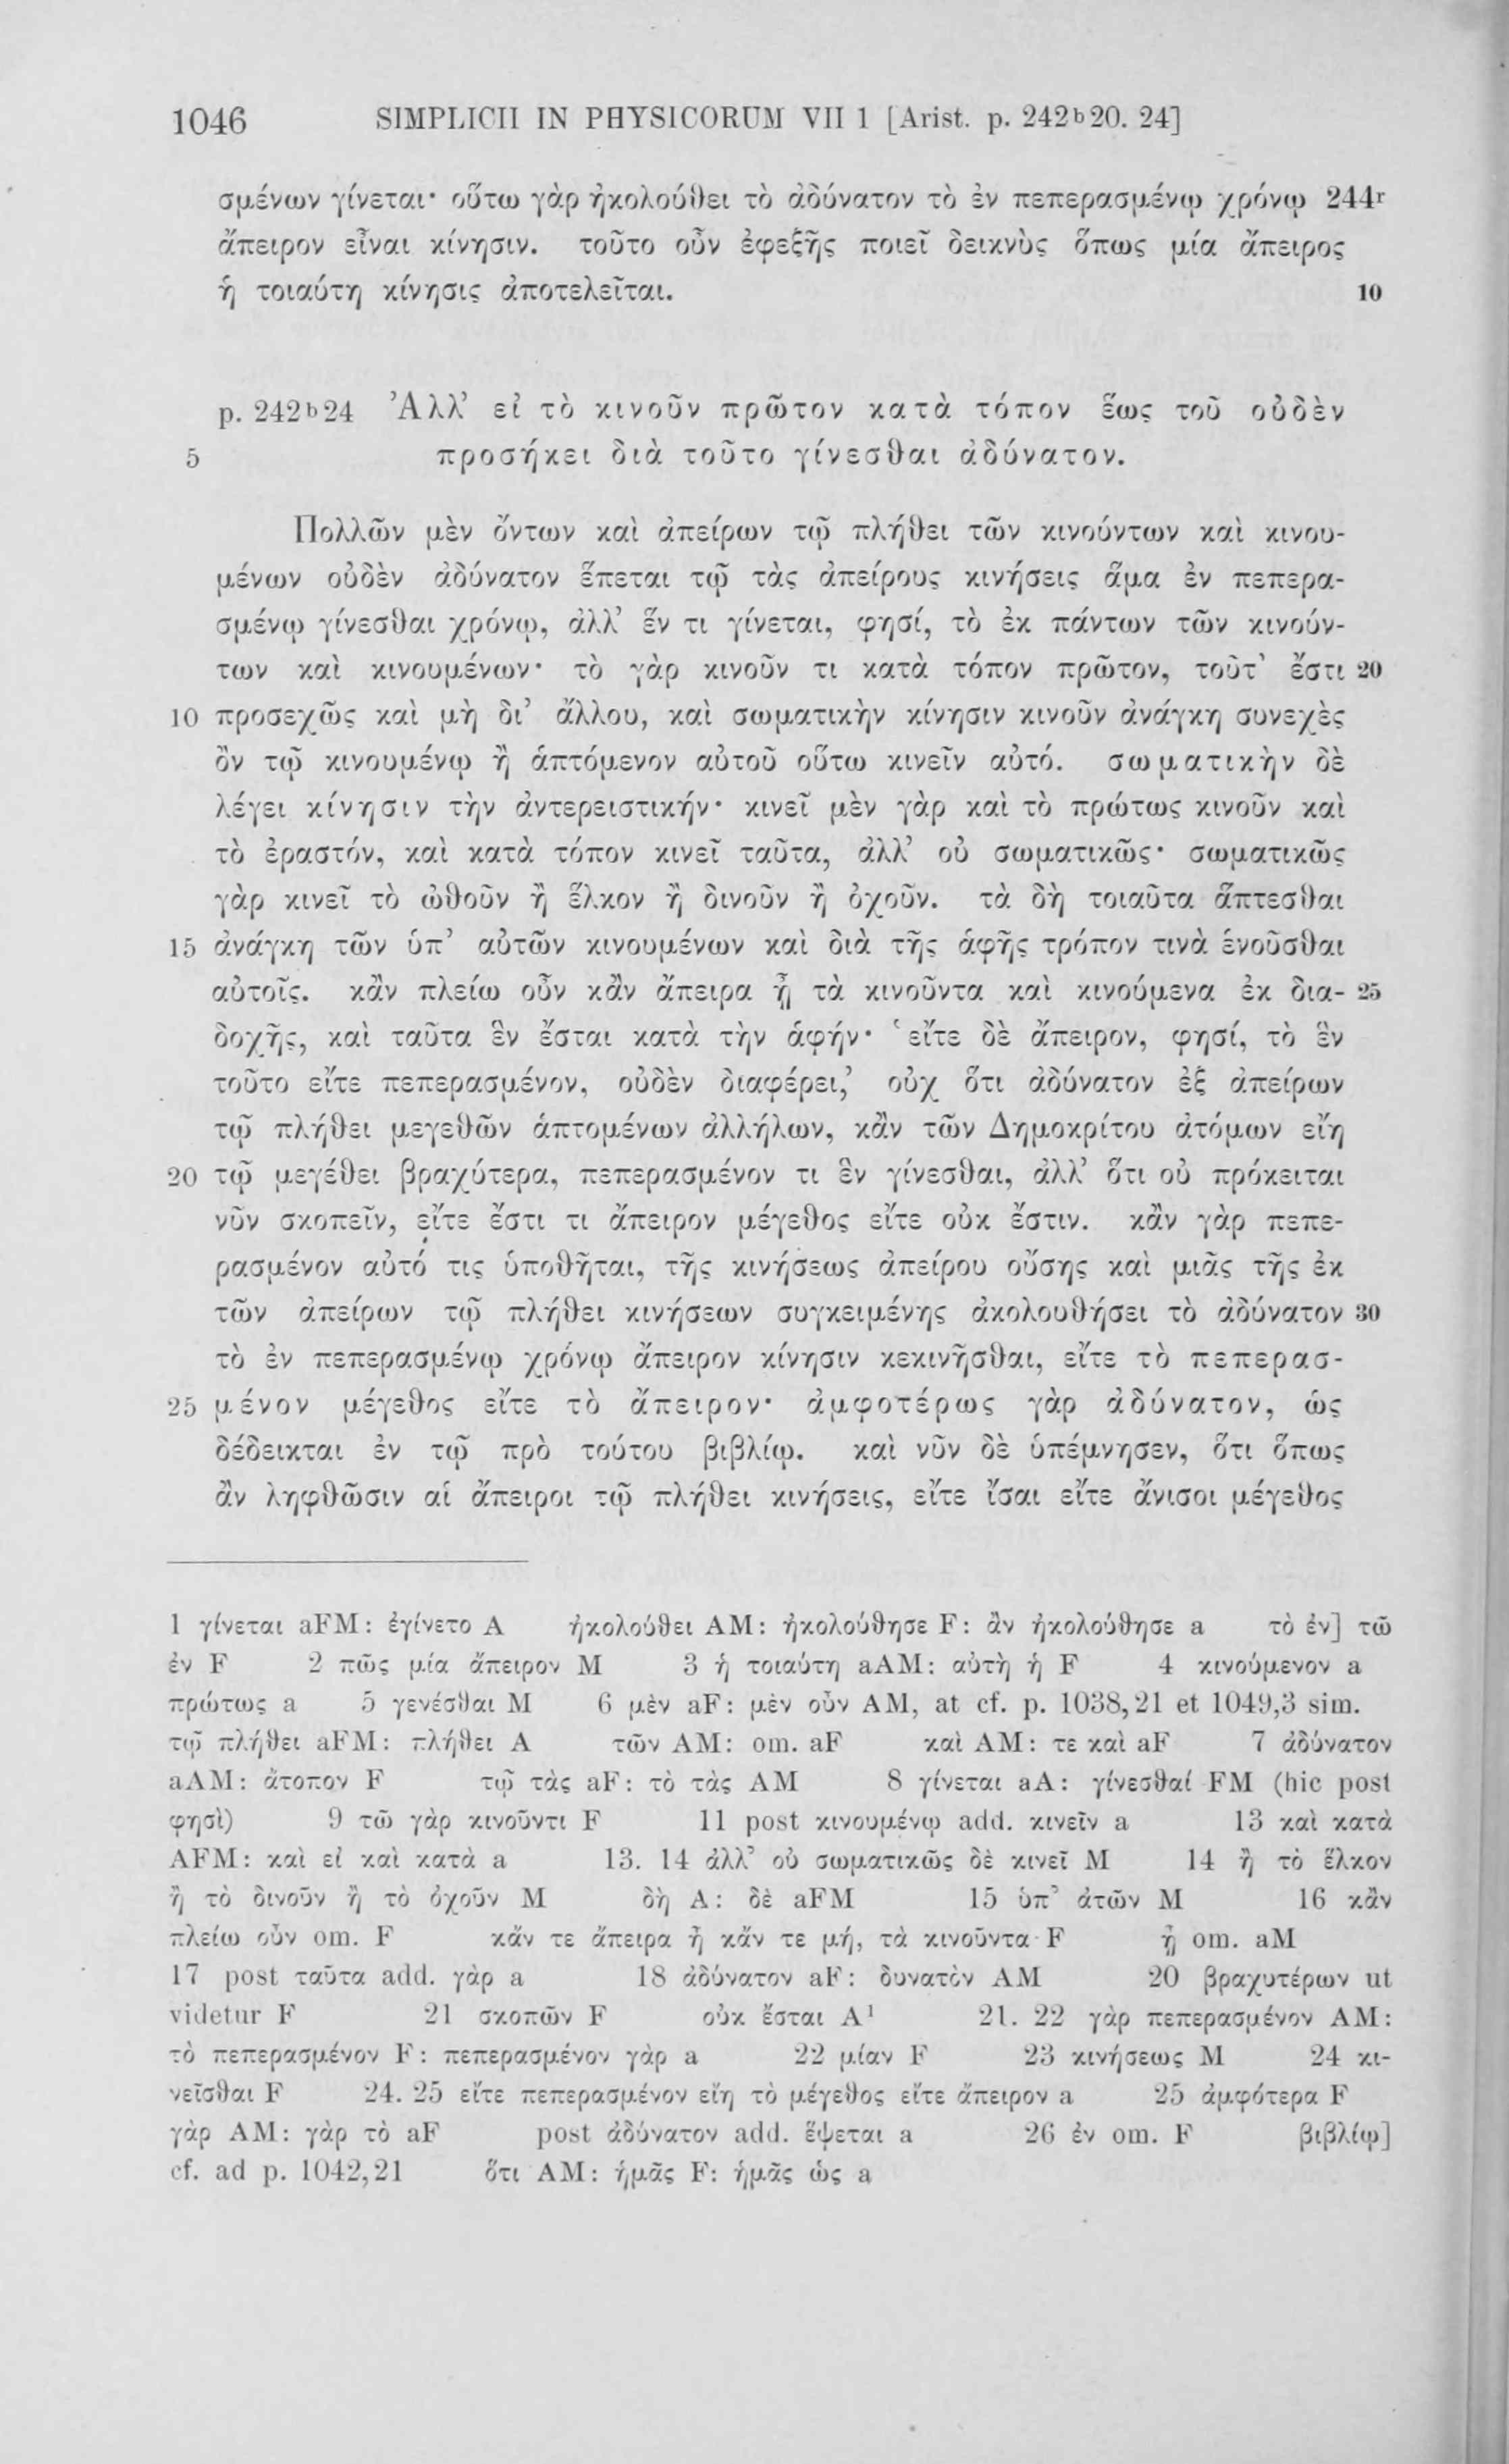 1046 SIMPLICII IN PHYSICORUM VII 1 [Arist. p. 242ᵇ20. 24]
σμένων γίνεται· οὕτω γὰρ ἠκολούθει τὸ ἀδύνατον τὸ ἐν πεπερασμένῳ χρόνῳ 244ʳ
ἄπειρον εἶναι κίνησιν. τοῦτο οὖν ἐφεξῆς ποιεῖ δεικνὺς ὅπως μία ἄπειρος
ἡ τοιαύτη κίνησις ἀποτελεῖται. 10
p. 242ᵇ24 Ἀλλ’ εἰ τὸ κινοῦν πρῶτον κατὰ τόπον ἕως τοῦ οὐδὲν
5 προσήκει διὰ τοῦτο γίνεσθαι ἀδύνατον.
Πολλῶν μὲν ὄντων καὶ ἀπείρων τῷ πλήθει τῶν κινούντων καὶ κινου-
μένων οὐδὲν ἀδύνατον ἕπεται τῷ τὰς ἀπείρους κινήσεις ἅμα ἐν πεπερα-
σμένῳ γίνεσθαι χρόνῳ, ἀλλ’ ἕν τι γίνεται, φησί, τὸ ἐκ πάντων τῶν κινούν-
των καὶ κινουμένων· τὸ γὰρ κινοῦν τι κατὰ τόπον πρῶτον, τοῦτ’ ἔστι 20
10 προσεχῶς καὶ μὴ δι’ ἄλλου, καὶ σωματικὴν κίνησιν κινοῦν ἀνάγκη συνεχὲς
ὂν τῷ κινουμένῳ ἢ ἁπτόμενον αὐτοῦ οὕτω κινεῖν αὐτό. σωματικὴν δὲ
λέγει κίνησιν τὴν ἀντερειστικήν· κινεῖ μὲν γὰρ καὶ τὸ πρώτως κινοῦν καὶ
τὸ ἐραστόν, καὶ κατὰ τόπον κινεῖ ταῦτα, ἀλλ’ οὐ σωματικῶς· σωματικῶς
γὰρ κινεῖ τὸ ὠθοῦν ἢ ἕλκον ἢ δινοῦν ἢ ὀχοῦν. τὰ δὴ τοιαῦτα ἅπτεσθαι
15 ἀνάγκη τῶν ὑπ’ αὐτῶν κινουμένων καὶ διὰ τῆς ἁφῆς τρόπον τινὰ ἑνοῦσθαι
αὐτοῖς. κἂν πλείω οὖν κἂν ἄπειρα ᾖ τὰ κινοῦντα καὶ κινούμενα ἐκ δια- 25
δοχῆς, καὶ ταῦτα ἓν ἔσται κατὰ τὴν ἁφήν· ‘εἴτε δὲ ἄπειρον, φησί, τὸ ἓν
τοῦτο εἴτε πεπερασμένον, οὐδὲν διαφέρει,’ οὐχ ὅτι ἀδύνατον ἐξ ἀπείρων
τῷ πλήθει μεγεθῶν ἁπτομένων ἀλλήλων, κἂν τῶν Δημοκρίτου ἀτόμων εἴη
20 τῷ μεγέθει βραχύτερα, πεπερασμένον τι ἓν γίνεσθαι, ἀλλ’ ὅτι οὐ πρόκειται
νῦν σκοπεῖν, εἴτε ἔστι τι ἄπειρον μέγεθος εἴτε οὐκ ἔστιν. κἂν γὰρ πεπε-
ρασμένον αὐτό τις ὑποθῆται, τῆς κινήσεως ἀπείρου οὔσης καὶ μιᾶς τῆς ἐκ
τῶν ἀπείρων τῷ πλήθει κινήσεων συγκειμένης ἀκολουθήσει τὸ ἀδύνατον 30
τὸ ἐν πεπερασμένῳ χρόνῳ ἄπειρον κίνησιν κεκινῆσθαι, εἴτε τὸ πεπερασ-
25 μένον μέγεθος εἴτε τὸ ἄπειρον· ἀμφοτέρως γὰρ ἀδύνατον, ὡς
δέδεικται ἐν τῷ πρὸ τούτου βιβλίῳ. καὶ νῦν δὲ ὑπέμνησεν, ὅτι ὅπως
ἂν ληφθῶσιν αἱ ἄπειροι τῷ πλήθει κινήσεις, εἴτε ἴσαι εἴτε ἄνισοι μέγεθος
1 γίνεται aFM: ἐγίνετο A ἠκολούθει AM: ἠκολούθησε F: ἂν ἠκολούθησε a τὸ ἐν] τῶ
ἐν F 2 πῶς μία ἄπειρον M 3 ἡ τοιαύτη aAM: αὐτὴ ἡ F 4 κινούμενον a
πρώτως a 5 γενέσθαι M 6 μὲν aF: μὲν οὖν AM, at cf. p. 1038,21 et 1049,3 sim.
τῷ πλήθει aFM: πλήθει A τῶν AM: om. aF καὶ AM: τε καὶ aF 7 ἀδύνατον
aAM: ἄτοπον F τῷ τὰς aF: τὸ τὰς AM 8 γίνεται aA: γίνεσθαί FM (hic post
φησὶ) 9 τῶ γὰρ κινοῦντι F 11 post κινουμένῳ add. κινεῖν a 13 καὶ κατὰ
AFM: καὶ εἰ καὶ κατὰ a 13. 14 ἀλλ’ οὐ σωματικῶς δὲ κινεῖ M 14 ἢ τὸ ἕλκον
ἢ τὸ δινοῦν ἢ τὸ ὀχοῦν M δὴ A: δὲ aFM 15 ὑπ’ ἀτῶν M 16 κἂν
πλείω οὖν om. F κἄν τε ἄπειρα ἦ κἄν τε μή, τὰ κινοῦντα F ᾖ om. aM
17 post ταῦτα add. γὰρ a 18 ἀδύνατον aF: δυνατὸν AM 20 βραχυτέρων ut
videtur F 21 σκοπῶν F οὐκ ἔσται A¹ 21. 22 γὰρ πεπερασμένον AM:
τὸ πεπερασμένον F: πεπερασμένον γὰρ a 22 μίαν F 23 κινήσεως M 24 κι-
νεῖσθαι F 24. 25 εἴτε πεπερασμένον εἴη τὸ μέγεθος εἴτε ἄπειρον a 25 ἀμφότερα F
γὰρ AM: γὰρ τὸ aF post ἀδύνατον add. ἕψεται a 26 ἐν om. F βιβλίῳ]
cf. ad p. 1042,21 ὅτι AM: ἡμᾶς F: ἡμᾶς ὡς a